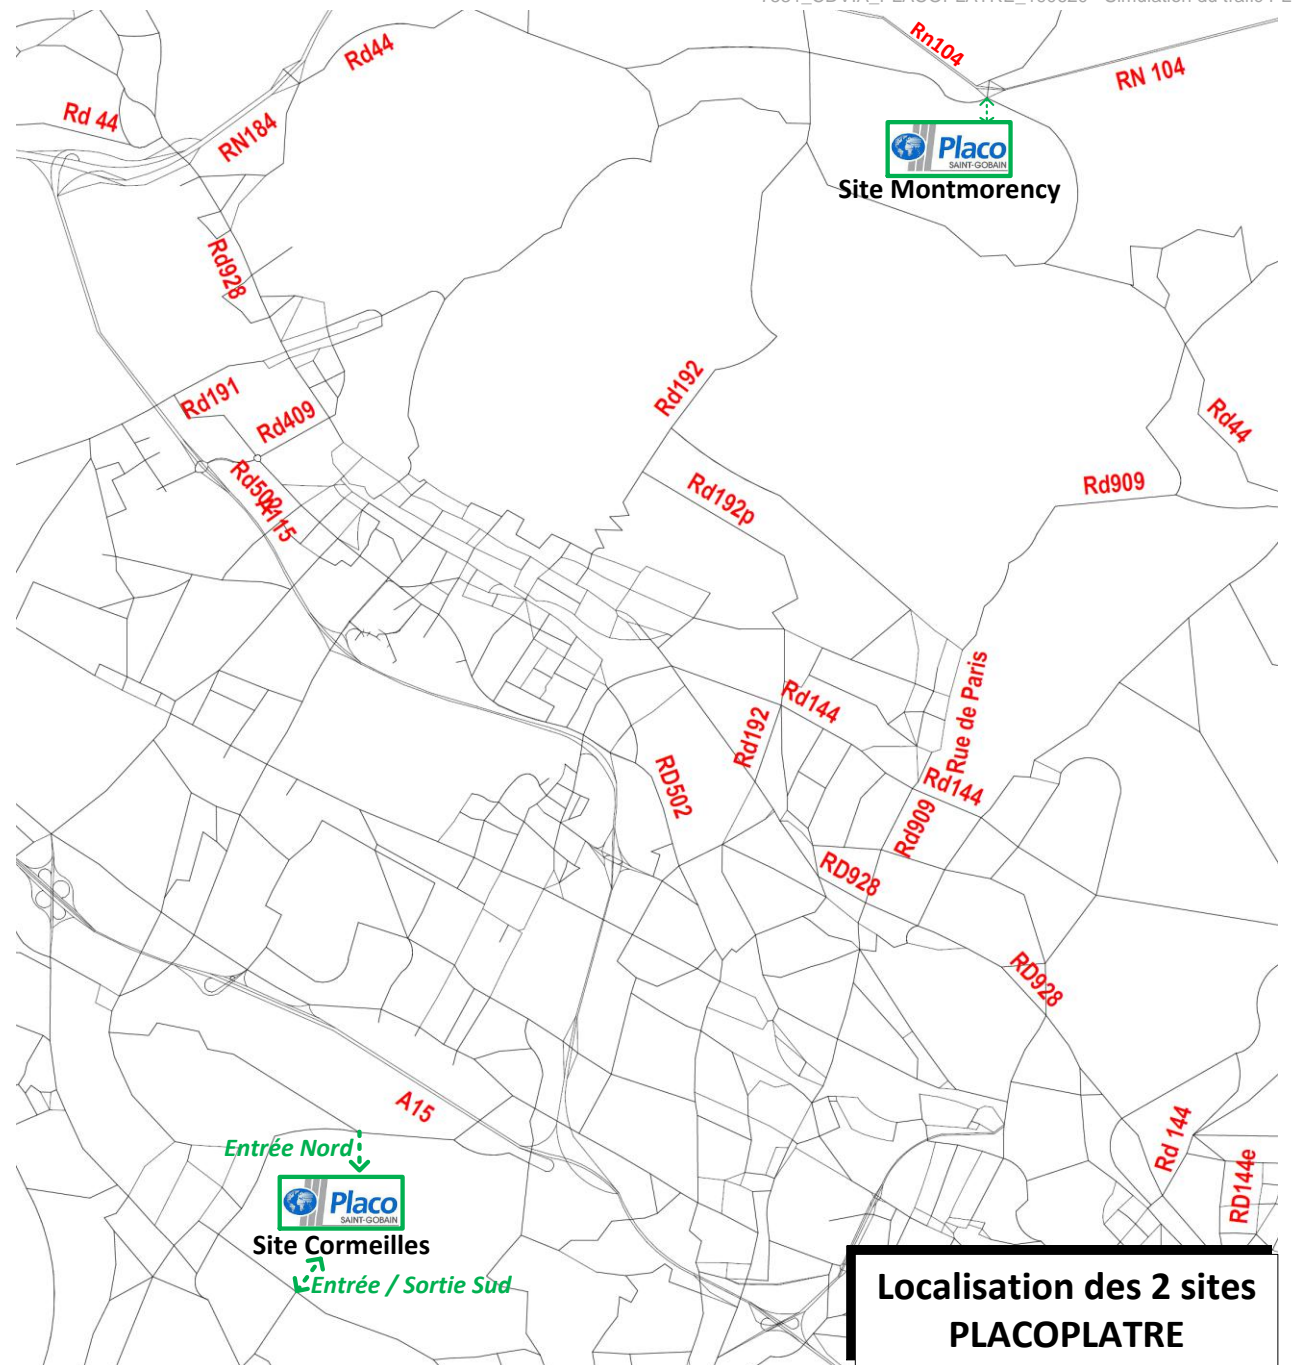 Rn104
RN 104
Rd44
Rd 44
RN184
Placo
SAINT-GOBAIN
Site Montmorency
Rd928
Rd191
Rd409
Rd192
Rd44
Rd909
Rd192p
Rd502
A115
Rue de Paris
Rd144
Rd192
RD502
Rd144
Rd909
RD928
RD928
A15
Rd 144
RD144e
Entrée Nord
Placo
SAINT-GOBAIN
Site Cormeilles
Entrée / Sortie Sud
Localisation des 2 sites
PLACOPLATRE